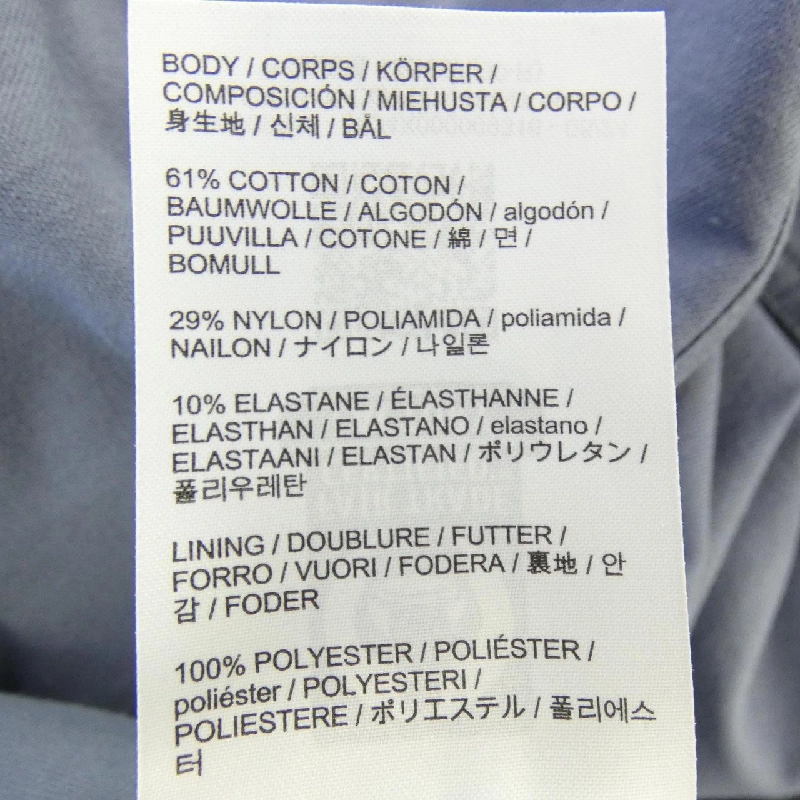 BODY / CORPS / KÖRPER /
COMPOSICIÓN / MIEHUSTA / CORPO /
身生地 / 신체 / BÅL
61% COTTON / COTON /
BAUMWOLLE / ALGODÓN / algodón /
PUUVILLA / COTONE / 綿 / 면 /
BOMULL
29% NYLON / POLIAMIDA / poliamida /
NAILON / ナイロン / 나일론
10% ELASTANE / ÉLASTHANNE /
ELASTHAN / ELASTANO / elastano /
ELASTAANI / ELASTAN / ポリウレタン /
폴리우레탄
LINING / DOUBLURE / FUTTER /
FORRO / VUORI / FODERA / 裏地 / 안
감 / FODER
100% POLYESTER / POLIÉSTER /
poliéster / POLYESTERI /
POLIESTERE / ポリエステル / 폴리에스
터